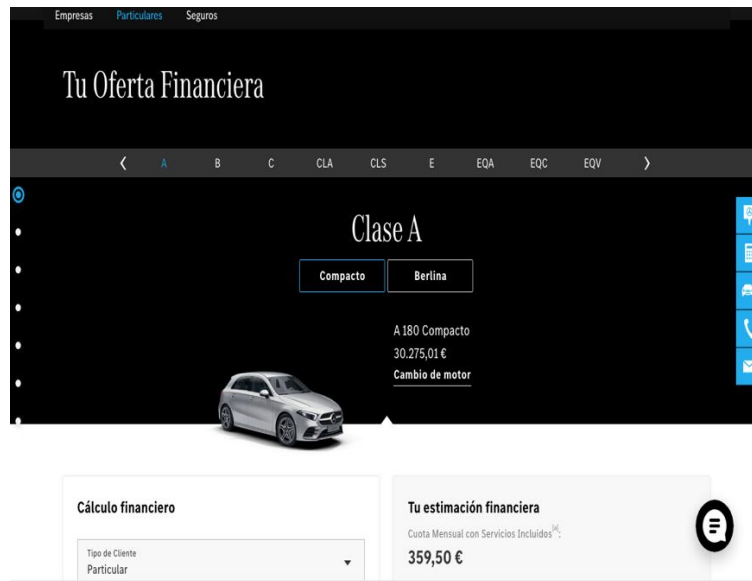 Empresas Particulares Seguros
Tu Oferta Financiera
A B C CLA CLS E EQA EQC EQV
Clase A
Compacto Berlina
A 180 Compacto
30.275,01 €
Cambio de motor
Cálculo financiero
Tipo de Cliente
Particular
Tu estimación financiera
Cuota Mensual con Servicios Incluidos[a]:
359,50 €